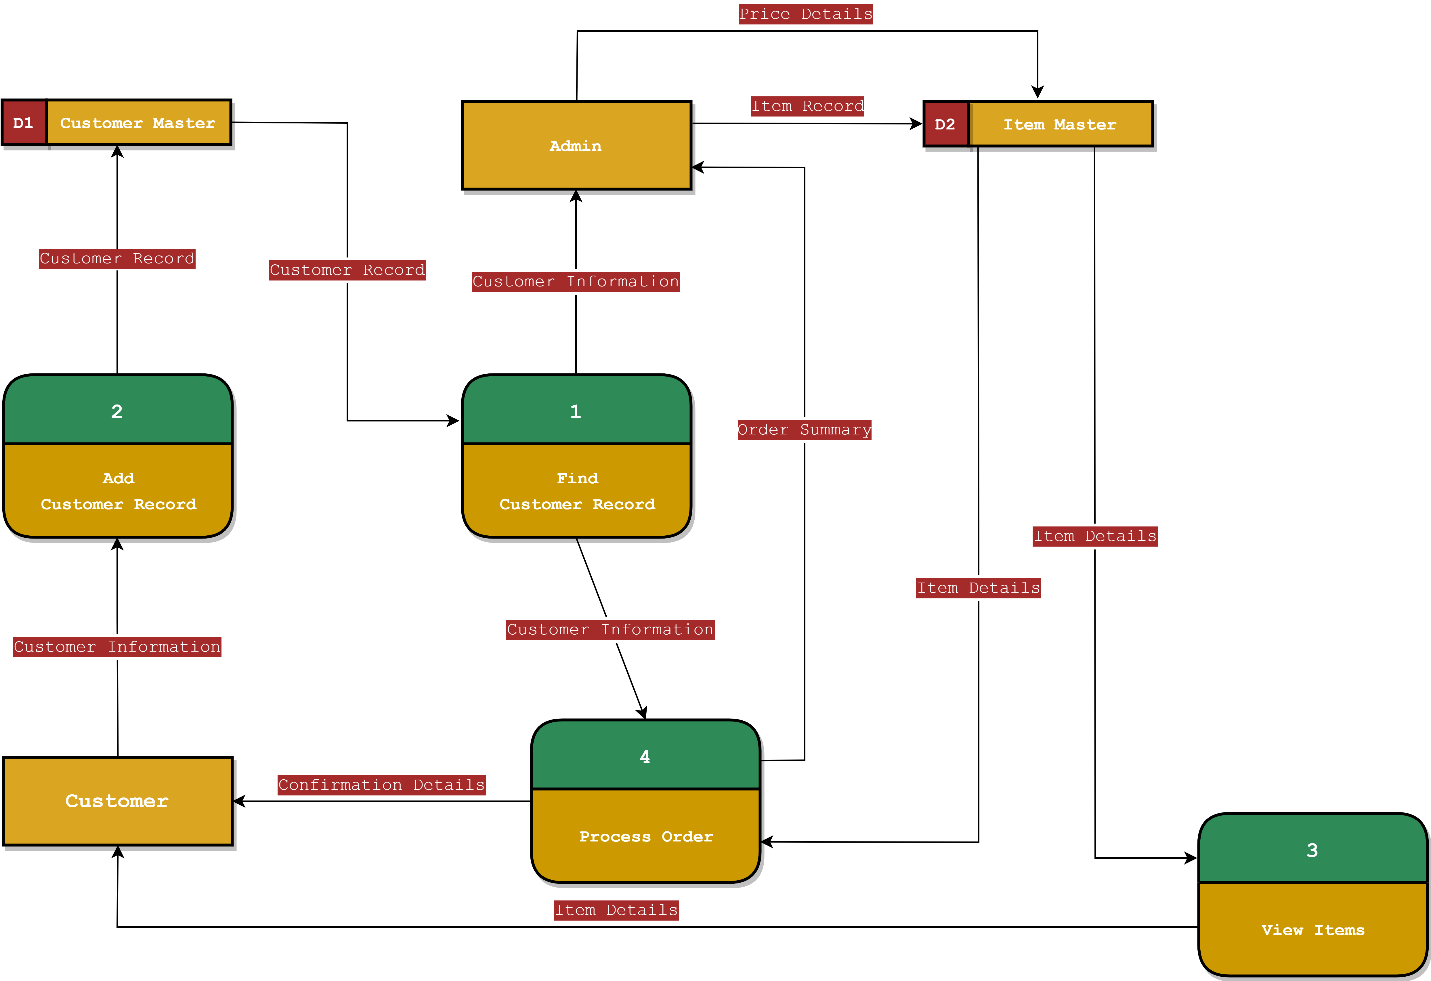 Price Details
Item Record
D1
Customer Master
Admin
D2
Item Master
Customer Record
Customer Record
Customer Information
2
1
Order Summary
Add
Customer Record
Find
Customer Record
Item Details
Item Details
Customer Information
Customer Information
4
Customer
Confirmation Details
Process Order
3
Item Details
View Items